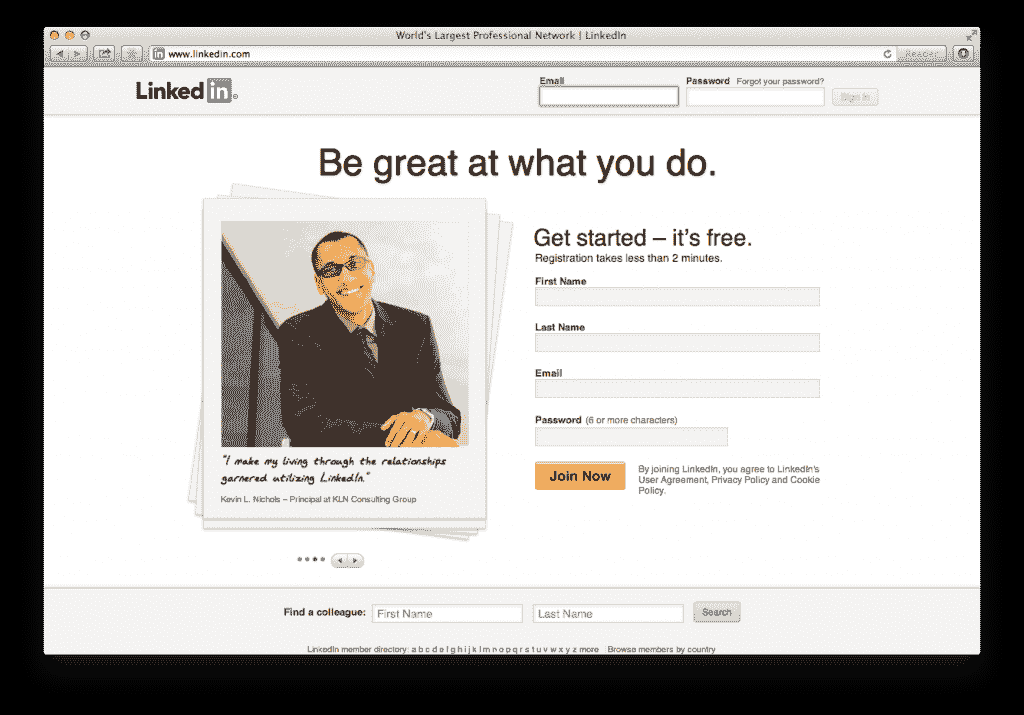 World's Largest Professional Network | LinkedIn
www.linkedin.com
Reader
Linked in
Email
Password Forgot your password?
Sign In
Be great at what you do.
"I make my living through the relationships
garnered utilizing LinkedIn."
Kevin L. Nichols – Principal at KLN Consulting Group
Get started – it's free.
Registration takes less than 2 minutes.
First Name
Last Name
Email
Password (6 or more characters)
Join Now
By joining LinkedIn, you agree to LinkedIn's
User Agreement, Privacy Policy and Cookie
Policy.
Find a colleague: First Name Last Name Search
LinkedIn member directory: a b c d e f g h i j k l m n o p q r s t u v w x y z more Browse members by country